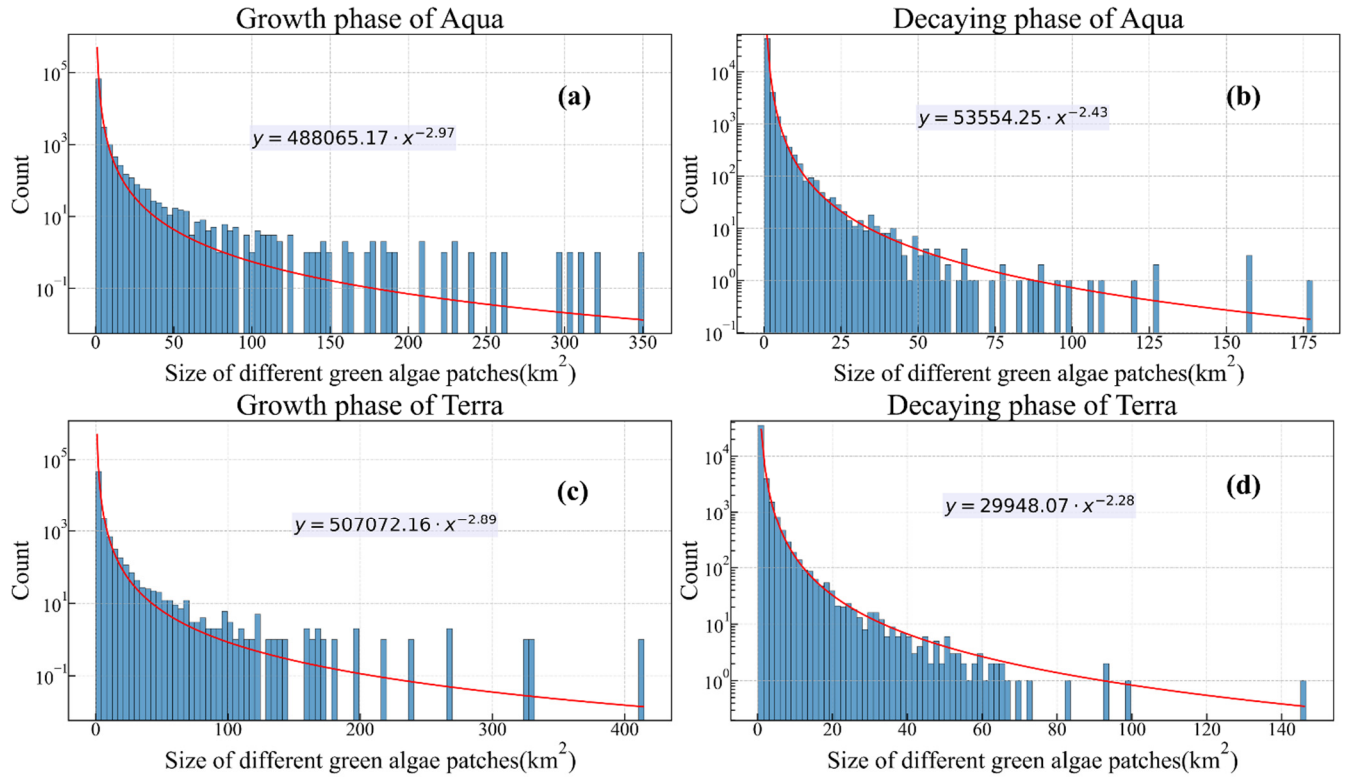 Growth phase of Aqua
(a)
y = 488065.17 · x^−2.97
Count
10^5
10^3
10^1
10^−1
0 50 100 150 200 250 300 350
Size of different green algae patches(km^2)
Decaying phase of Aqua
(b)
y = 53554.25 · x^−2.43
Count
10^4
10^3
10^2
10^1
10^0
10^−1
0 25 50 75 100 125 150 175
Size of different green algae patches(km^2)
Growth phase of Terra
(c)
y = 507072.16 · x^−2.89
Count
10^5
10^3
10^1
10^−1
0 100 200 300 400
Size of different green algae patches(km^2)
Decaying phase of Terra
(d)
y = 29948.07 · x^−2.28
Count
10^4
10^3
10^2
10^1
10^0
0 20 40 60 80 100 120 140
Size of different green algae patches(km^2)